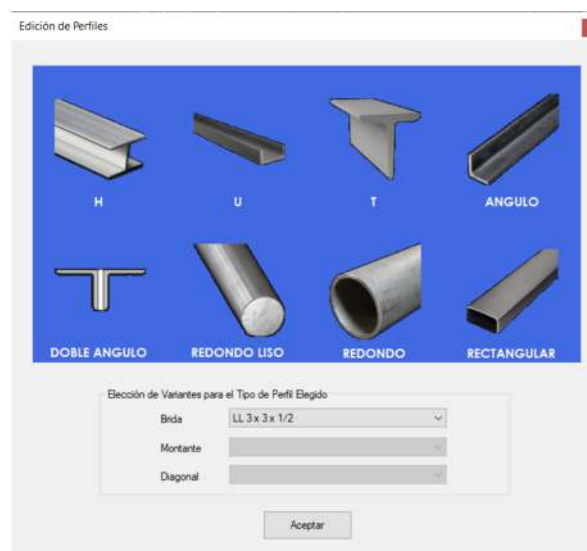 Edición de Perfiles
H U T ANGULO
DOBLE ANGULO REDONDO LISO REDONDO RECTANGULAR
Elección de Variantes para el Tipo de Perfil Elegido
Brida LL 3 x 3 x 1/2
Montante
Diagonal
Aceptar